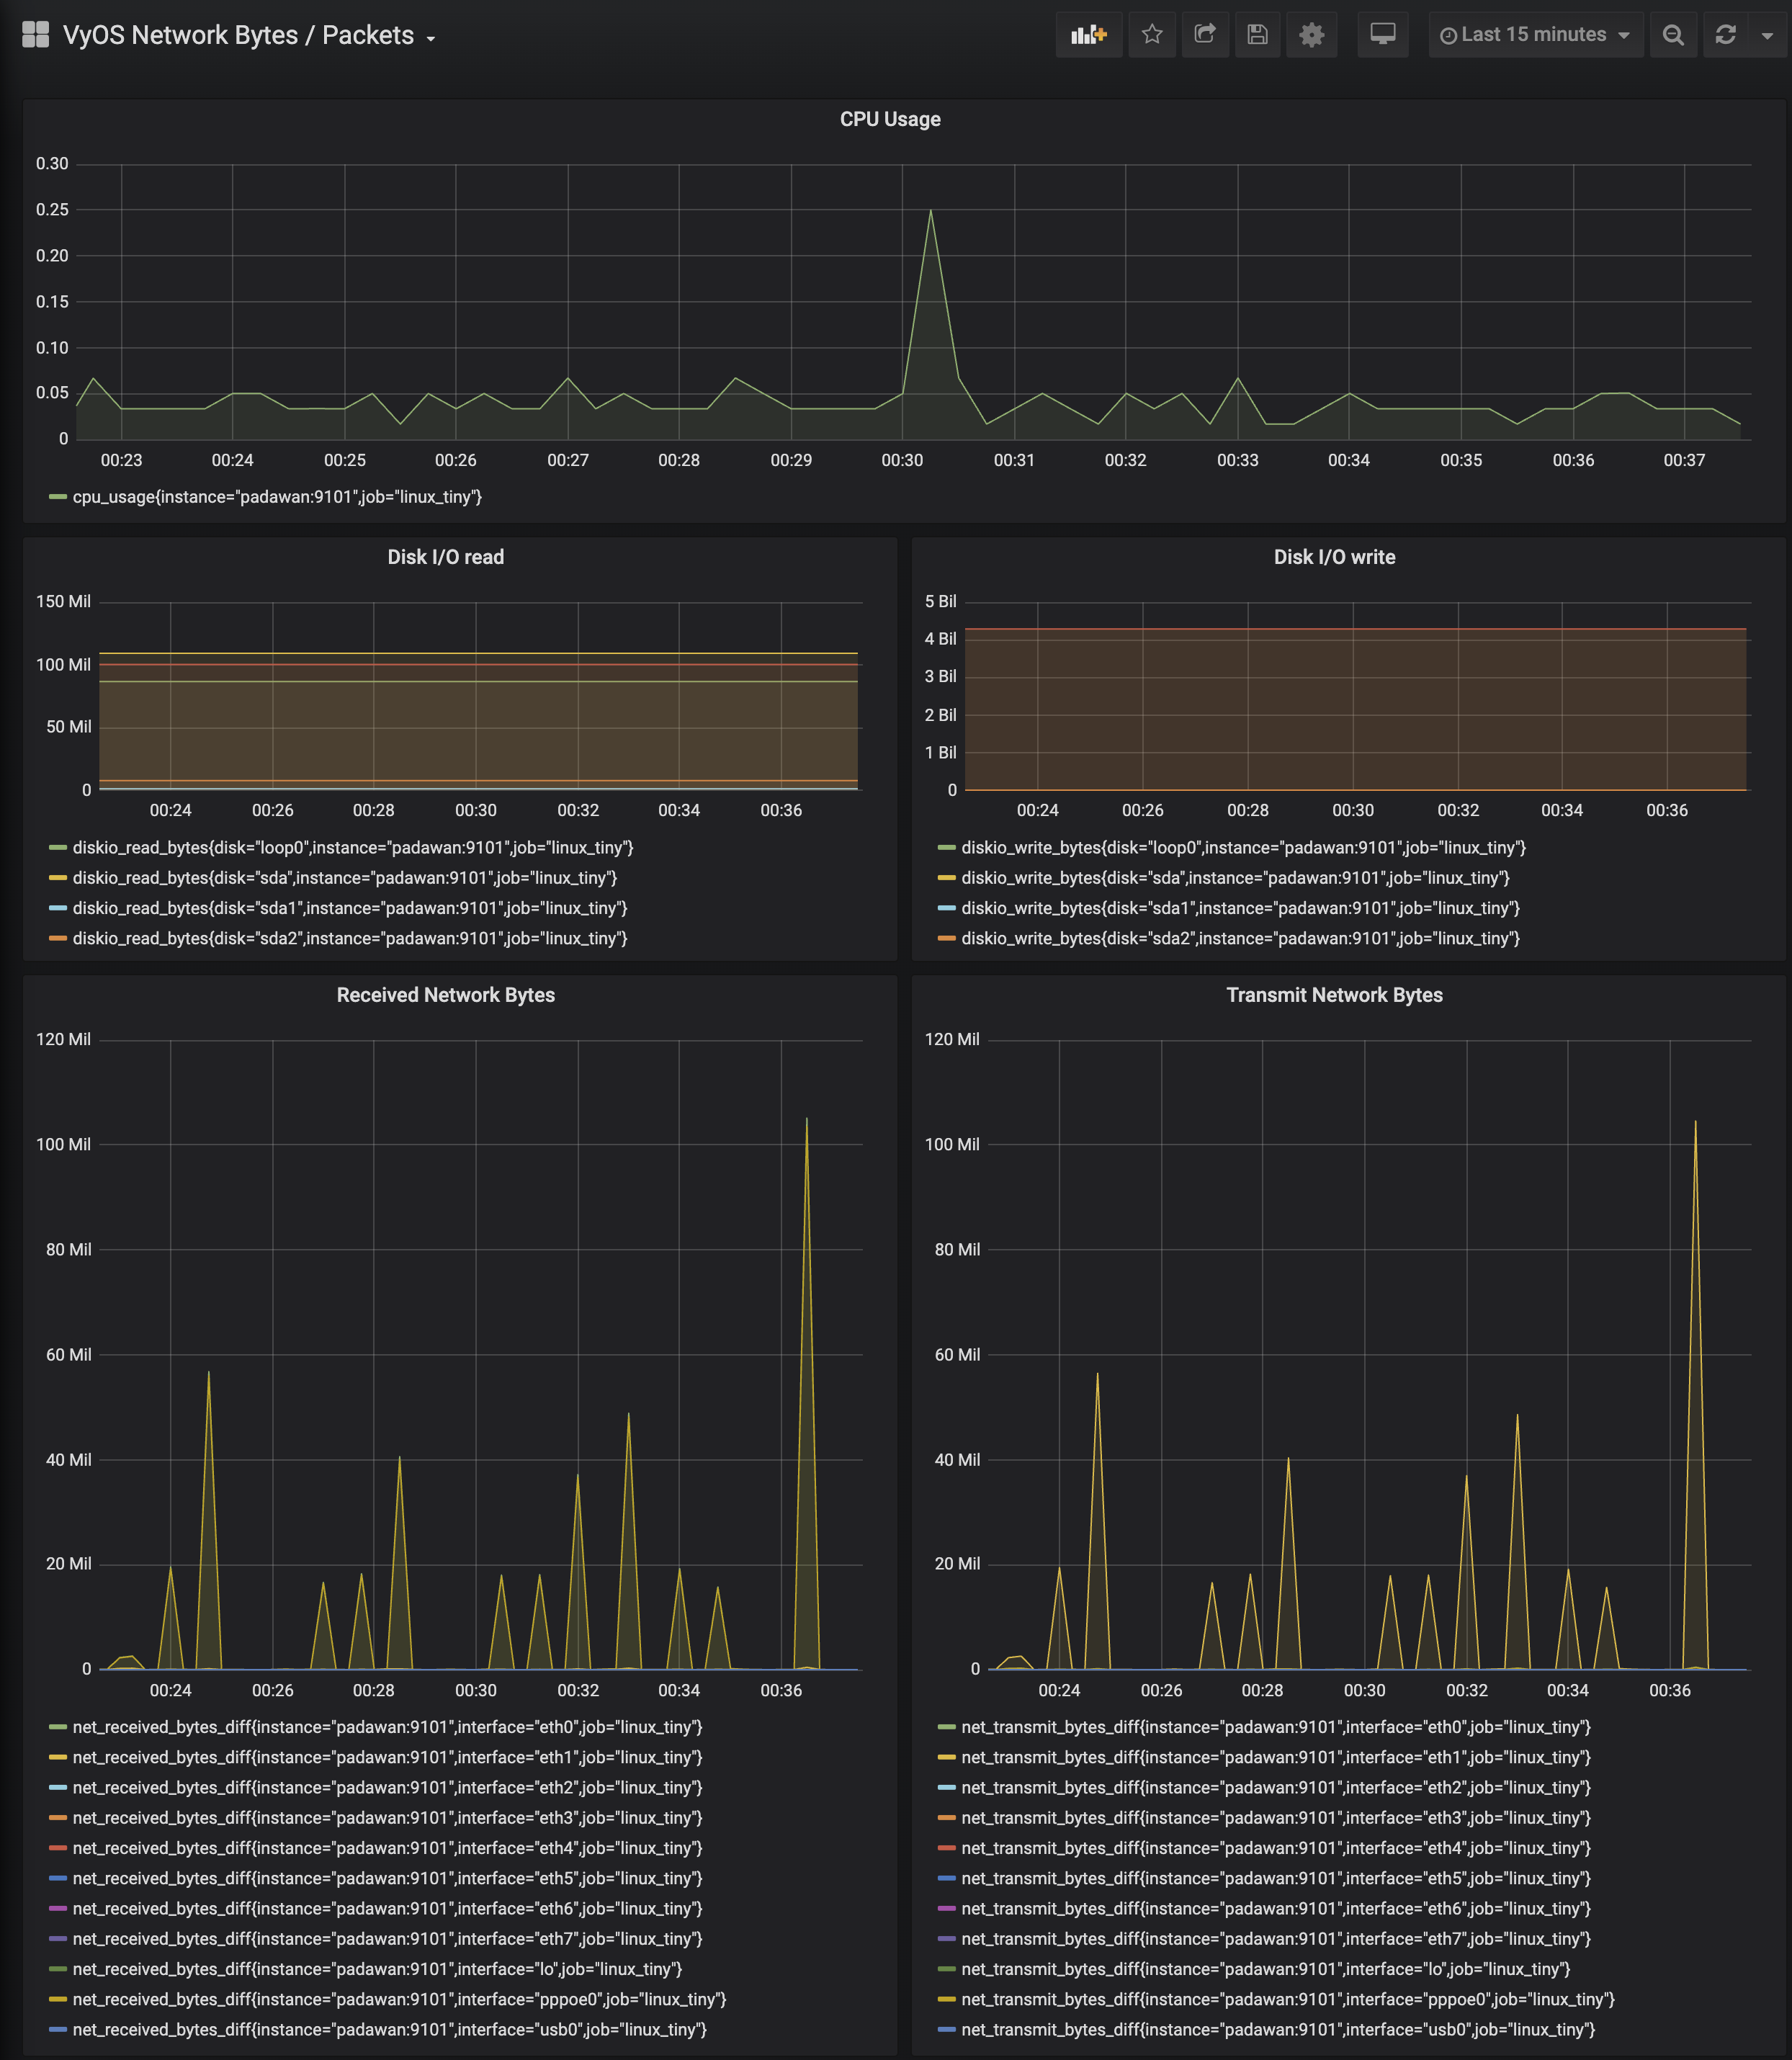 VyOS Network Bytes / Packets
Last 15 minutes
CPU Usage
0.30
0.25
0.20
0.15
0.10
0.05
0
00:23 00:24 00:25 00:26 00:27 00:28 00:29 00:30 00:31 00:32 00:33 00:34 00:35 00:36 00:37
cpu_usage{instance="padawan:9101",job="linux_tiny"}
Disk I/O read
150 Mil
100 Mil
50 Mil
0
00:24 00:26 00:28 00:30 00:32 00:34 00:36
diskio_read_bytes{disk="loop0",instance="padawan:9101",job="linux_tiny"}
diskio_read_bytes{disk="sda",instance="padawan:9101",job="linux_tiny"}
diskio_read_bytes{disk="sda1",instance="padawan:9101",job="linux_tiny"}
diskio_read_bytes{disk="sda2",instance="padawan:9101",job="linux_tiny"}
Disk I/O write
5 Bil
4 Bil
3 Bil
2 Bil
1 Bil
0
00:24 00:26 00:28 00:30 00:32 00:34 00:36
diskio_write_bytes{disk="loop0",instance="padawan:9101",job="linux_tiny"}
diskio_write_bytes{disk="sda",instance="padawan:9101",job="linux_tiny"}
diskio_write_bytes{disk="sda1",instance="padawan:9101",job="linux_tiny"}
diskio_write_bytes{disk="sda2",instance="padawan:9101",job="linux_tiny"}
Received Network Bytes
120 Mil
100 Mil
80 Mil
60 Mil
40 Mil
20 Mil
0
00:24 00:26 00:28 00:30 00:32 00:34 00:36
net_received_bytes_diff{instance="padawan:9101",interface="eth0",job="linux_tiny"}
net_received_bytes_diff{instance="padawan:9101",interface="eth1",job="linux_tiny"}
net_received_bytes_diff{instance="padawan:9101",interface="eth2",job="linux_tiny"}
net_received_bytes_diff{instance="padawan:9101",interface="eth3",job="linux_tiny"}
net_received_bytes_diff{instance="padawan:9101",interface="eth4",job="linux_tiny"}
net_received_bytes_diff{instance="padawan:9101",interface="eth5",job="linux_tiny"}
net_received_bytes_diff{instance="padawan:9101",interface="eth6",job="linux_tiny"}
net_received_bytes_diff{instance="padawan:9101",interface="eth7",job="linux_tiny"}
net_received_bytes_diff{instance="padawan:9101",interface="lo",job="linux_tiny"}
net_received_bytes_diff{instance="padawan:9101",interface="pppoe0",job="linux_tiny"}
net_received_bytes_diff{instance="padawan:9101",interface="usb0",job="linux_tiny"}
Transmit Network Bytes
120 Mil
100 Mil
80 Mil
60 Mil
40 Mil
20 Mil
0
00:24 00:26 00:28 00:30 00:32 00:34 00:36
net_transmit_bytes_diff{instance="padawan:9101",interface="eth0",job="linux_tiny"}
net_transmit_bytes_diff{instance="padawan:9101",interface="eth1",job="linux_tiny"}
net_transmit_bytes_diff{instance="padawan:9101",interface="eth2",job="linux_tiny"}
net_transmit_bytes_diff{instance="padawan:9101",interface="eth3",job="linux_tiny"}
net_transmit_bytes_diff{instance="padawan:9101",interface="eth4",job="linux_tiny"}
net_transmit_bytes_diff{instance="padawan:9101",interface="eth5",job="linux_tiny"}
net_transmit_bytes_diff{instance="padawan:9101",interface="eth6",job="linux_tiny"}
net_transmit_bytes_diff{instance="padawan:9101",interface="eth7",job="linux_tiny"}
net_transmit_bytes_diff{instance="padawan:9101",interface="lo",job="linux_tiny"}
net_transmit_bytes_diff{instance="padawan:9101",interface="pppoe0",job="linux_tiny"}
net_transmit_bytes_diff{instance="padawan:9101",interface="usb0",job="linux_tiny"}